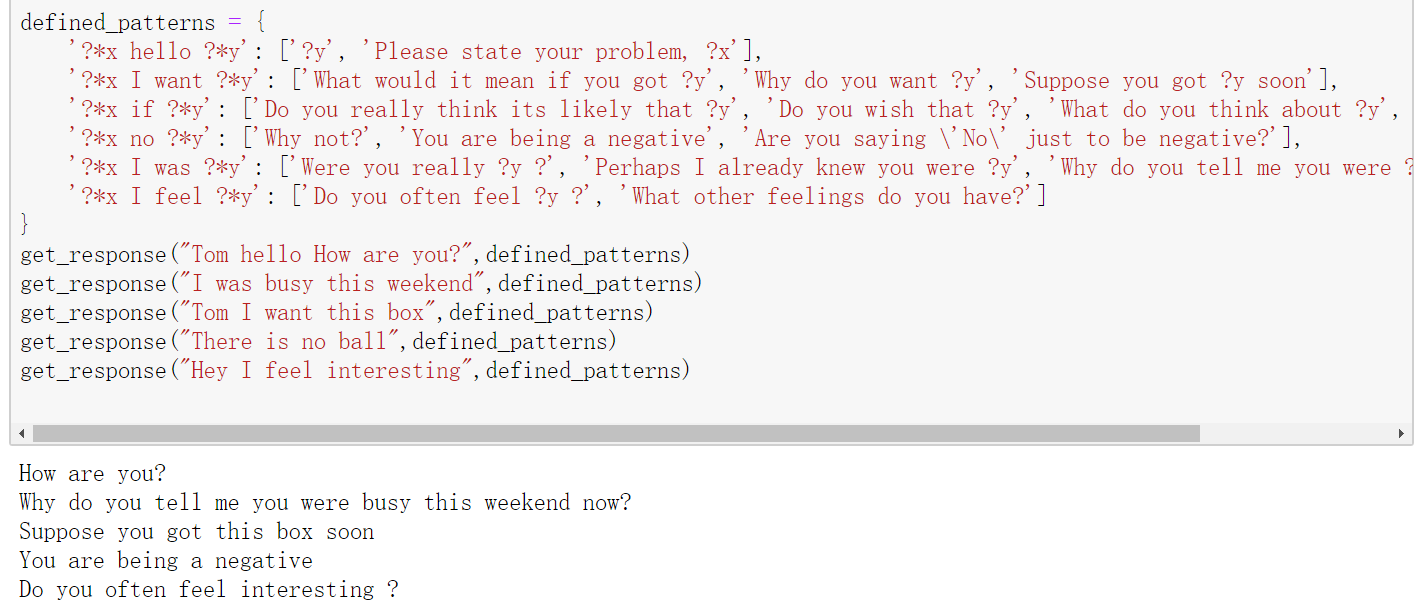 defined_patterns = {
    '?*x hello ?*y': ['?y', 'Please state your problem, ?x'],
    '?*x I want ?*y': ['What would it mean if you got ?y', 'Why do you want ?y', 'Suppose you got ?y soon'],
    '?*x if ?*y': ['Do you really think its likely that ?y', 'Do you wish that ?y', 'What do you think about ?y',
    '?*x no ?*y': ['Why not?', 'You are being a negative', 'Are you saying \'No\' just to be negative?'],
    '?*x I was ?*y': ['Were you really ?y ?', 'Perhaps I already knew you were ?y', 'Why do you tell me you were ?
    '?*x I feel ?*y': ['Do you often feel ?y ?', 'What other feelings do you have?']
}
get_response("Tom hello How are you?",defined_patterns)
get_response("I was busy this weekend",defined_patterns)
get_response("Tom I want this box",defined_patterns)
get_response("There is no ball",defined_patterns)
get_response("Hey I feel interesting",defined_patterns)
How are you?
Why do you tell me you were busy this weekend now?
Suppose you got this box soon
You are being a negative
Do you often feel interesting ?